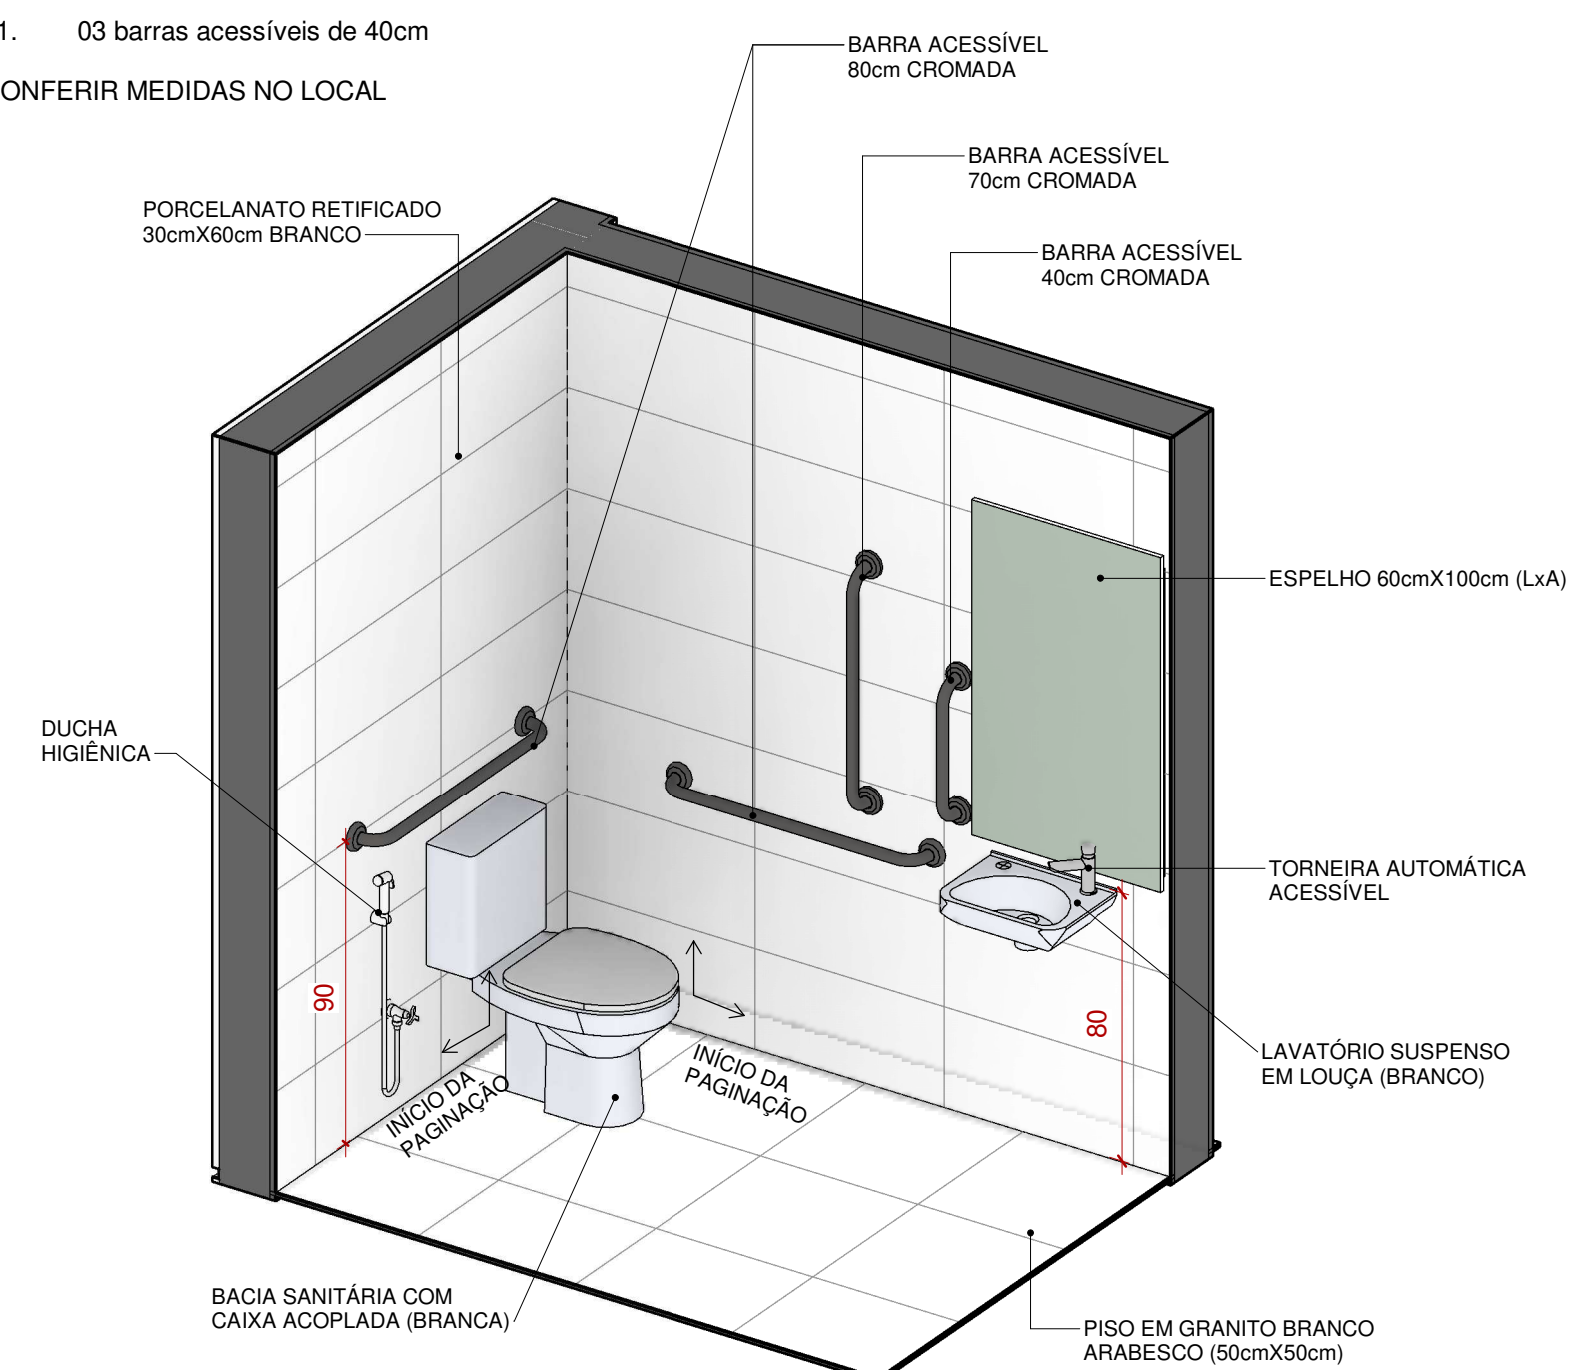 1. 03 barras acessíveis de 40cm
ONFERIR MEDIDAS NO LOCAL
BARRA ACESSÍVEL
80cm CROMADA
BARRA ACESSÍVEL
70cm CROMADA
PORCELANATO RETIFICADO
30cmX60cm BRANCO
BARRA ACESSÍVEL
40cm CROMADA
ESPELHO 60cmX100cm (LxA)
DUCHA
HIGIÊNICA
TORNEIRA AUTOMÁTICA
ACESSÍVEL
90
80
LAVATÓRIO SUSPENSO
EM LOUÇA (BRANCO)
INÍCIO DA
PAGINAÇÃO
INÍCIO DA
PAGINAÇÃO
BACIA SANITÁRIA COM
CAIXA ACOPLADA (BRANCA)
PISO EM GRANITO BRANCO
ARABESCO (50cmX50cm)